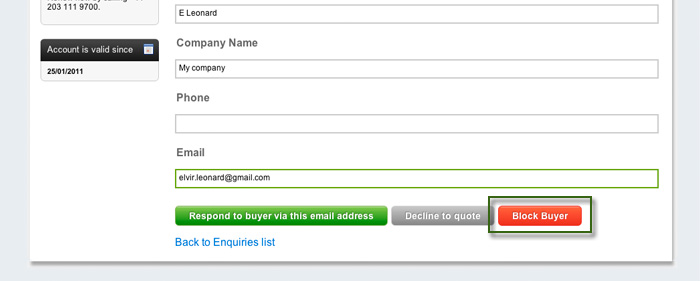 203 111 9700.
Account is valid since
25/01/2011
E Leonard
Company Name
My company
Phone
Email
elvir.leonard@gmail.com
Respond to buyer via this email address
Decline to quote
Block Buyer
Back to Enquiries list